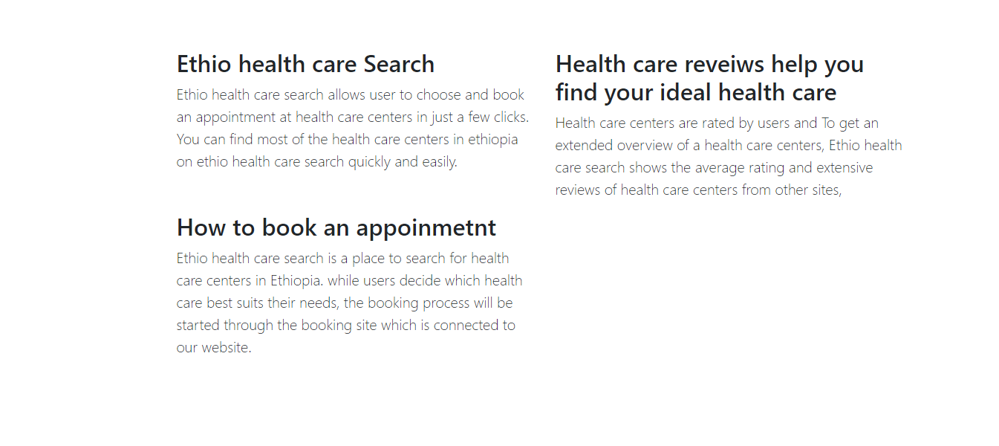 Ethio health care Search
Ethio health care search allows user to choose and book
an appointment at health care centers in just a few clicks.
You can find most of the health care centers in ethiopia
on ethio health care search quickly and easily.
How to book an appoinmetnt
Ethio health care search is a place to search for health
care centers in Ethiopia. while users decide which health
care best suits their needs, the booking process will be
started through the booking site which is connected to
our website.
Health care reveiws help you
find your ideal health care
Health care centers are rated by users and To get an
extended overview of a health care centers, Ethio health
care search shows the average rating and extensive
reviews of health care centers from other sites,